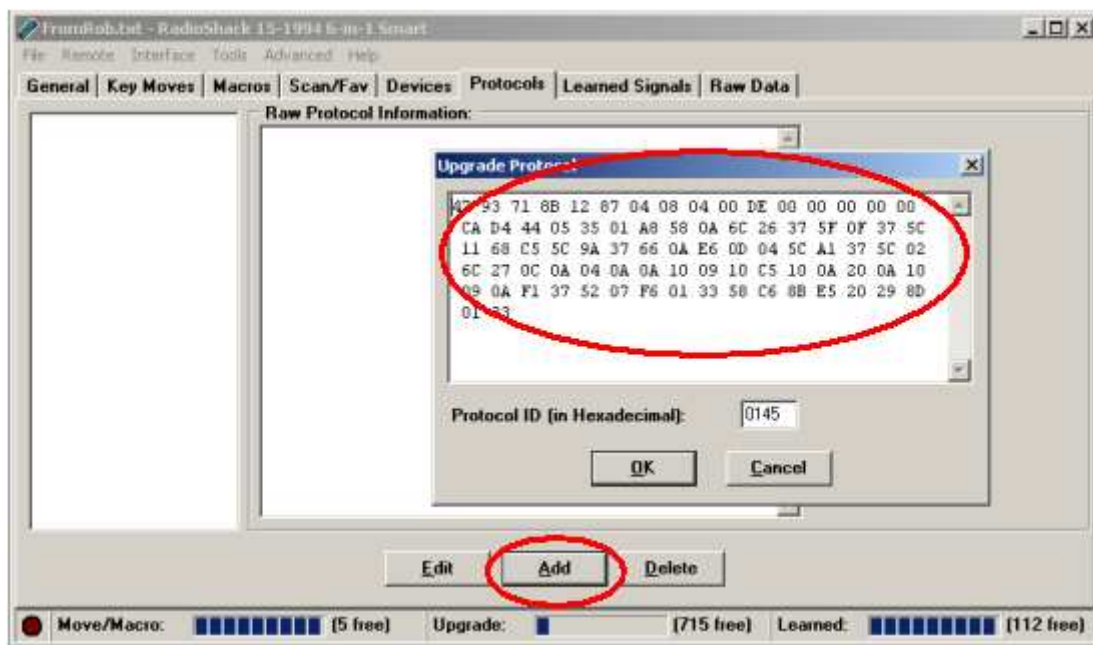 FromRob.txt - RadioShack 15-1994 6-in-1 Smart
File Remote Interface Tools Advanced Help
General Key Moves Macros Scan/Fav Devices Protocols Learned Signals Raw Data
Raw Protocol Information:
Upgrade Protocol
47 93 71 8B 12 87 04 08 04 00 DE 00 00 00 00 00
CA D4 44 05 35 01 A8 58 0A 6C 26 37 5F 0F 37 5C
11 68 C5 5C 9A 37 66 0A E6 0D 04 5C A1 37 5C 02
6C 27 0C 0A 04 0A 0A 10 09 10 C5 10 0A 20 0A 10
09 0A F1 37 52 07 F6 01 33 58 C6 8B E5 20 29 8D
01 33
Protocol ID (in Hexadecimal): 0145
OK Cancel
Edit Add Delete
Move/Macro: (5 free) Upgrade: (715 free) Learned: (112 free)